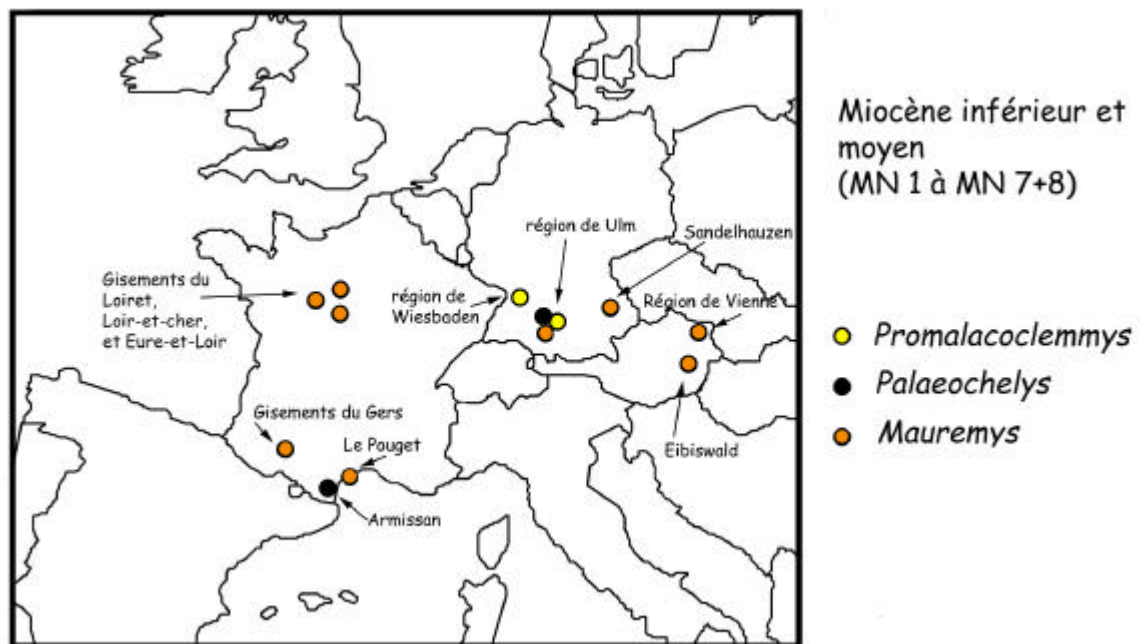 Miocène inférieur et
moyen
(MN 1 à MN 7+8)
région de Ulm
Sandelhauzen
Gisements du
Loiret,
Loir-et-cher,
et Eure-et-Loir
région de
Wiesbaden
Région de Vienne
Promalacoclemmys
Palaeochelys
Mauremys
Gisements du Gers
Le Pouget
Eibiswald
Armissan